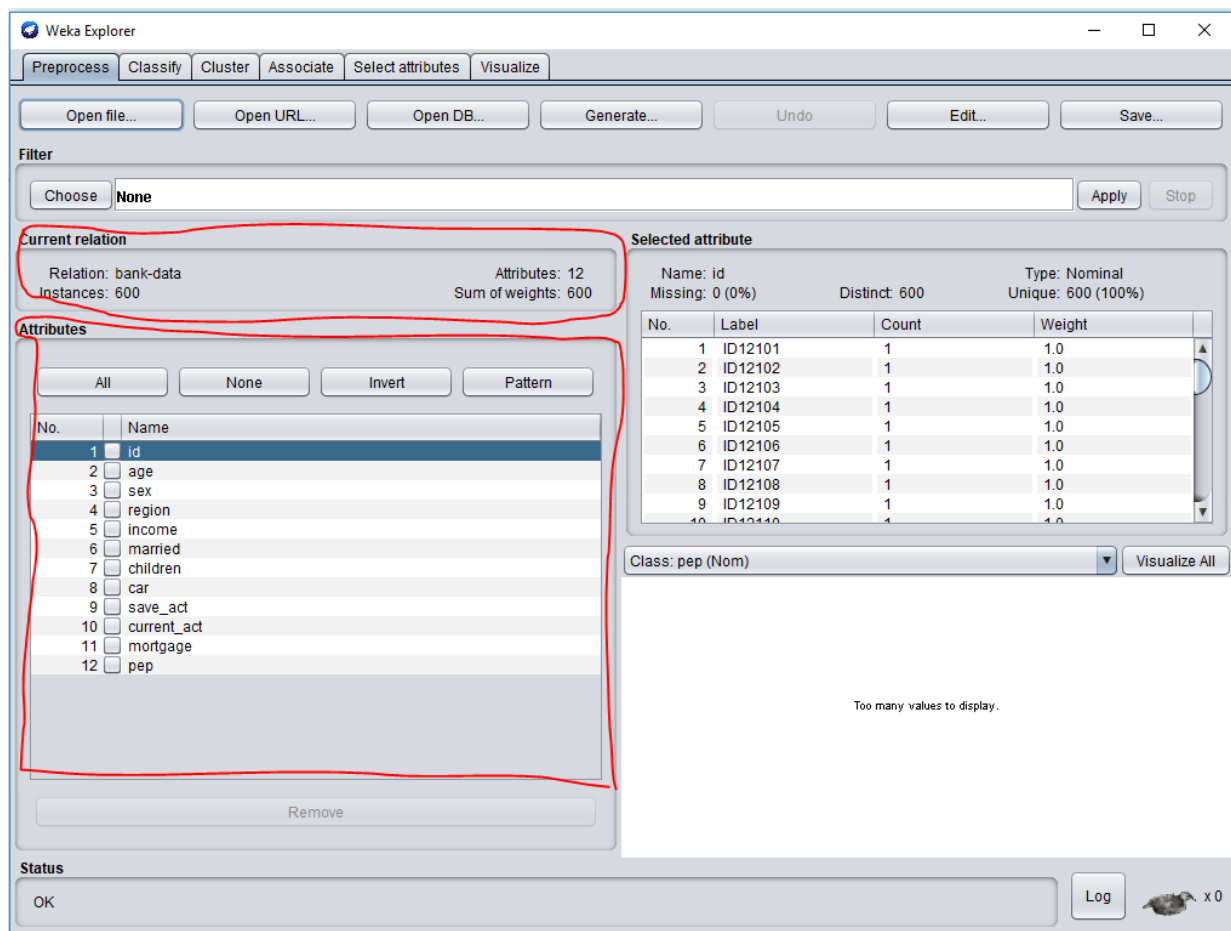 Weka Explorer
Preprocess Classify Cluster Associate Select attributes Visualize
Open file... Open URL... Open DB... Generate... Undo Edit... Save...
Filter
Choose None Apply Stop
Current relation
Relation: bank-data Attributes: 12
Instances: 600 Sum of weights: 600
Attributes
All None Invert Pattern
No. Name
1 id
2 age
3 sex
4 region
5 income
6 married
7 children
8 car
9 save_act
10 current_act
11 mortgage
12 pep
Remove
Selected attribute
Name: id Type: Nominal
Missing: 0 (0%) Distinct: 600 Unique: 600 (100%)
No. Label Count Weight
1 ID12101 1 1.0
2 ID12102 1 1.0
3 ID12103 1 1.0
4 ID12104 1 1.0
5 ID12105 1 1.0
6 ID12106 1 1.0
7 ID12107 1 1.0
8 ID12108 1 1.0
9 ID12109 1 1.0
10 ID12110 1 1.0
Class: pep (Nom) Visualize All
Too many values to display.
Status
OK
Log x 0